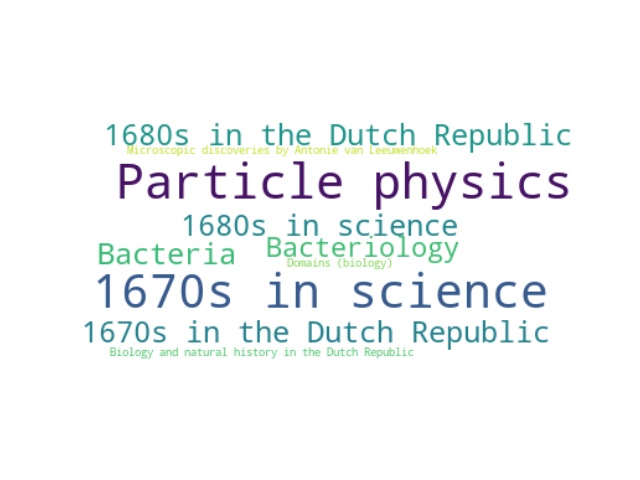 1680s in the Dutch Republic
Microscopic discoveries by Antonie van Leeuwenhoek
Particle physics
1680s in science
Bacteria
Bacteriology
Domains (biology)
1670s in science
1670s in the Dutch Republic
Biology and natural history in the Dutch Republic